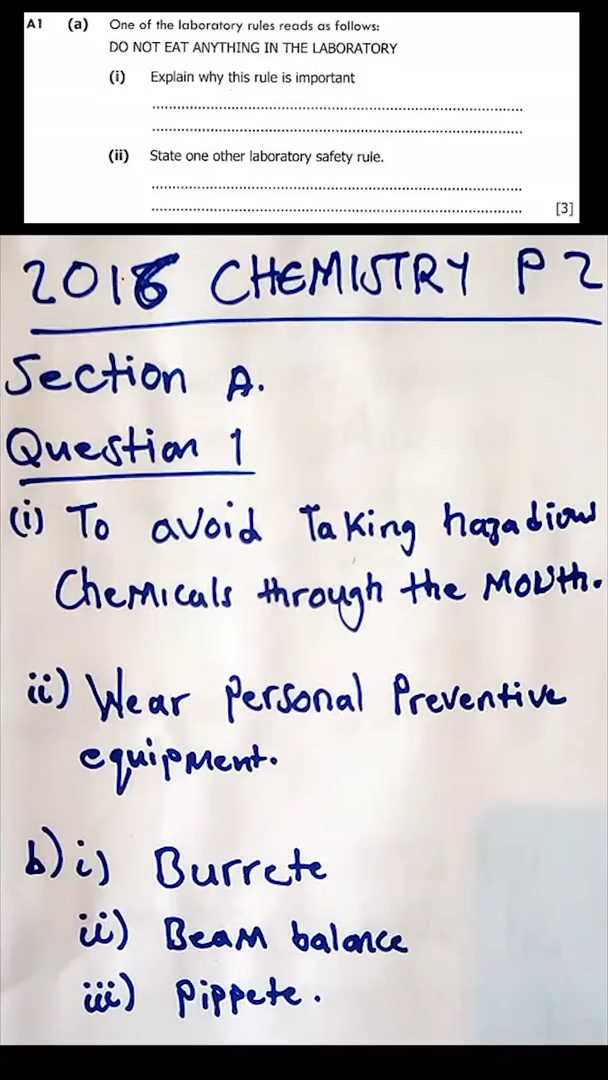 A1 (a) One of the laboratory rules reads as follows:
DO NOT EAT ANYTHING IN THE LABORATORY
(i) Explain why this rule is important
(ii) State one other laboratory safety rule.
[3]
2016 CHEMISTRY P2
Section A.
Question 1
(i) To avoid Taking hazadious
Chemicals through the Mouth.
ii) Wear Personal Preventive
equipment.
b) i) Burrete
ii) Beam balance
iii) Pippete.